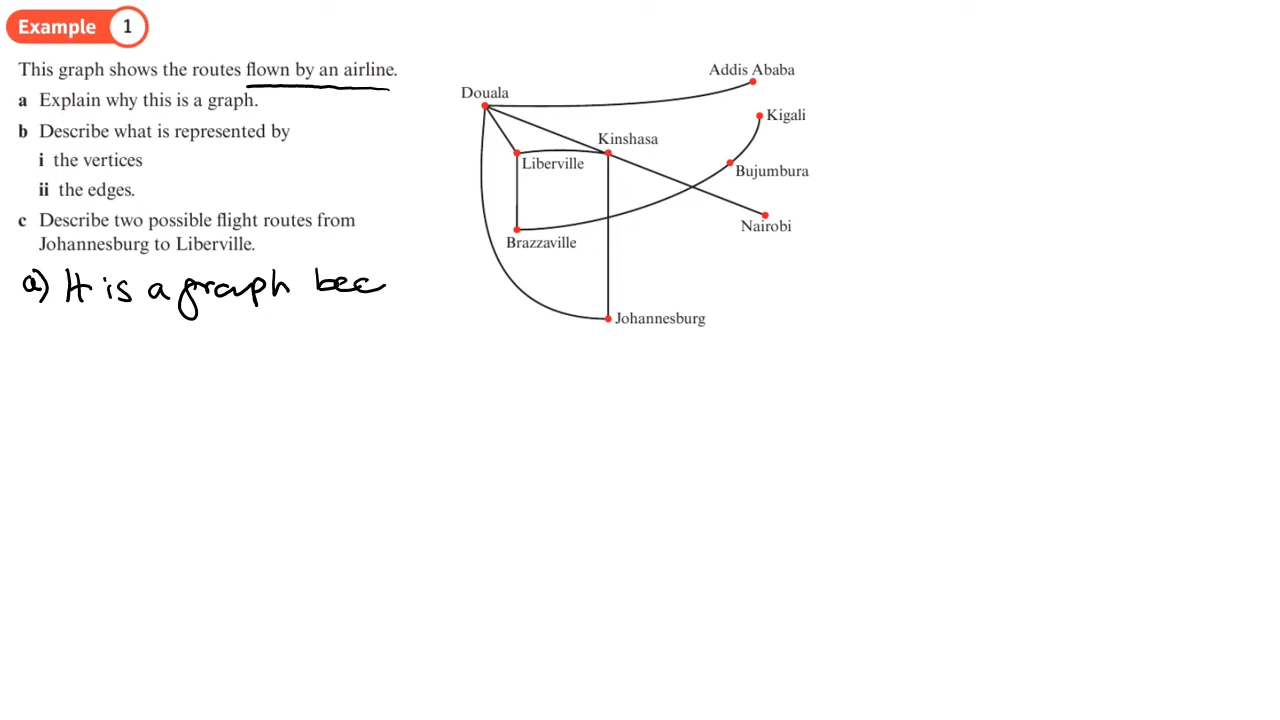 Example 1
This graph shows the routes flown by an airline.
a Explain why this is a graph.
b Describe what is represented by
i the vertices
ii the edges.
c Describe two possible flight routes from
Johannesburg to Liberville.
a) It is a graph bec
Addis Ababa
Douala
Kigali
Kinshasa
Liberville
Bujumbura
Nairobi
Brazzaville
Johannesburg